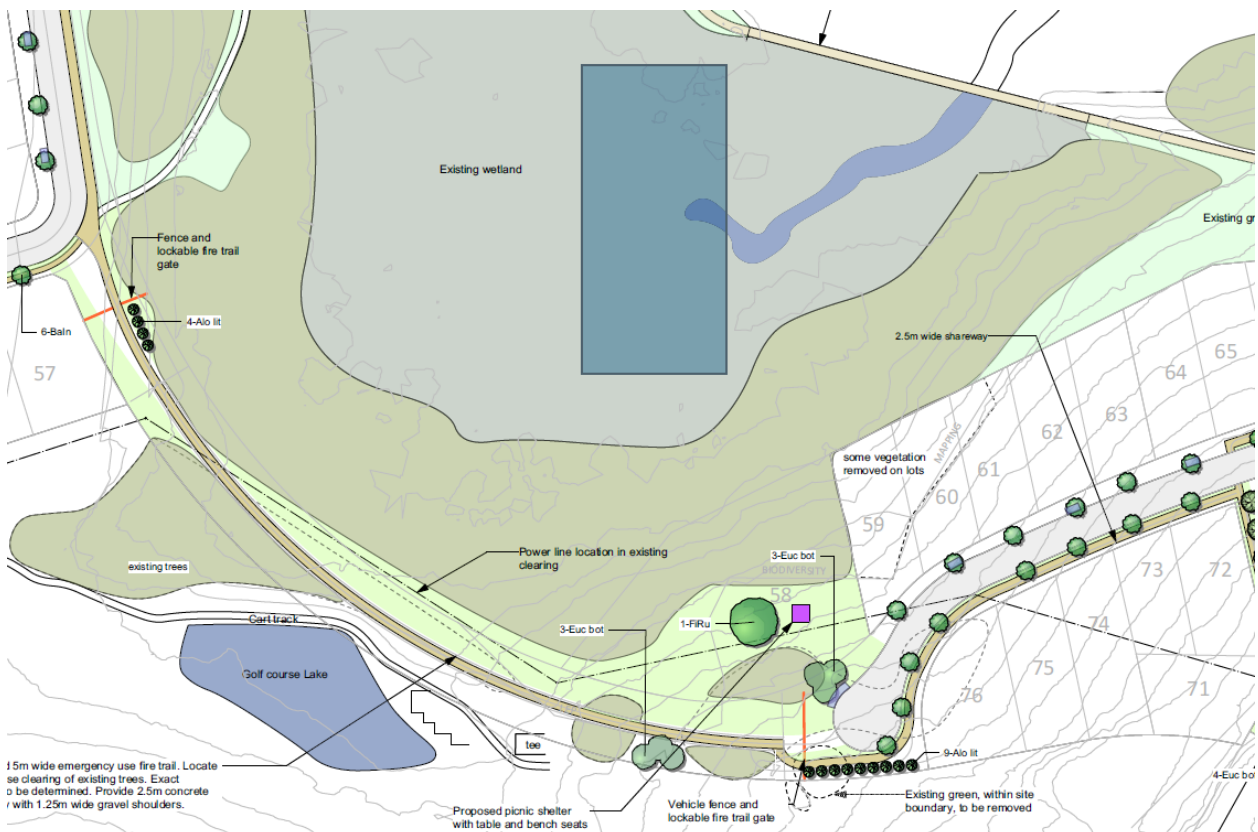 Existing wetland
Existing gr
Fence and
lockable fire trail
gate
4-Alo lit
6-BaIn
57
2.5m wide shareway
65
64
63
62
61
60
59
MAPPING
some vegetation
removed on lots
Power line location in existing
clearing
3-Euc bot
BIODIVERSITY
58
73
72
existing trees
Cart track
3-Euc bot
1-FiRu
74
75
76
71
Golf course Lake
tee
9-Alo lit
d 5m wide emergency use fire trail. Locate
se clearing of existing trees. Exact
o be determined. Provide 2.5m concrete
y with 1.25m wide gravel shoulders.
Proposed picnic shelter
with table and bench seats
Vehicle fence and
lockable fire trail gate
Existing green, within site
boundary, to be removed
4-Euc bot